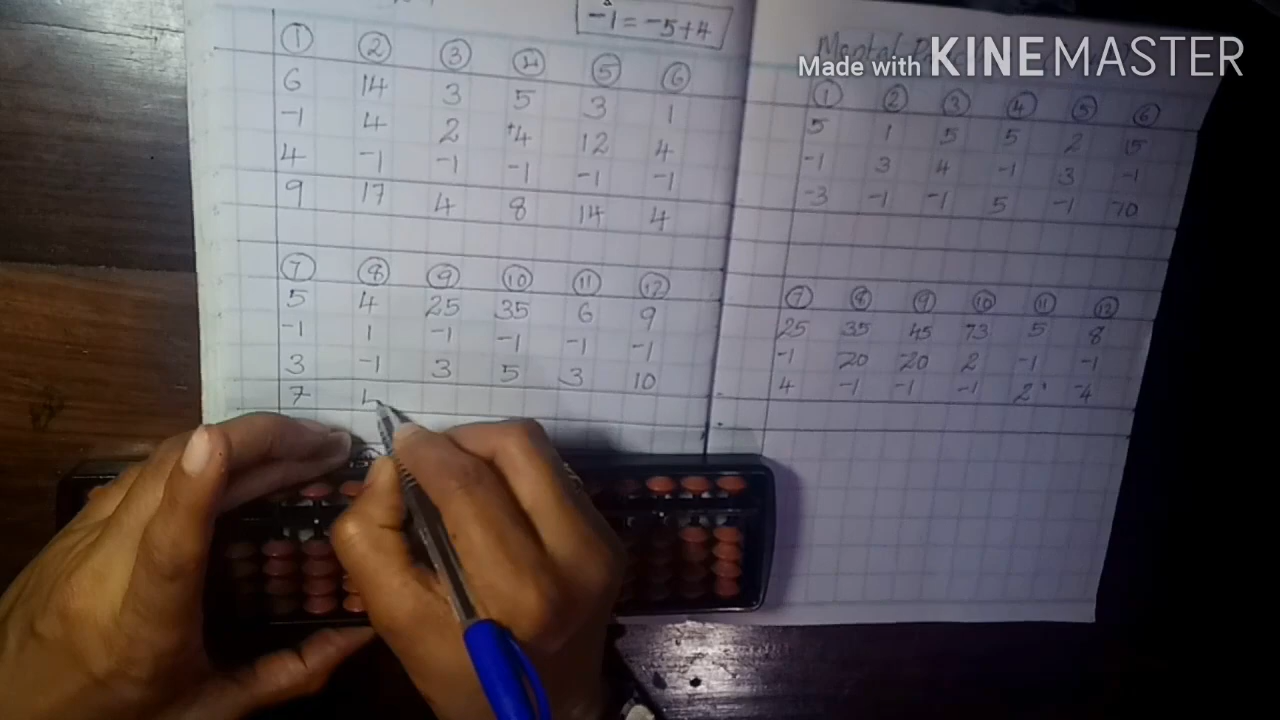 -1 = -5+4
① ② ③ ④ ⑤ ⑥
6 14 3 5 3 1
-1 4 2 +4 12 4
4 -1 -1 -1 -1 -1
9 17 4 8 14 4
⑦ ⑧ ⑨ ⑩ ⑪ ⑫
5 4 25 35 6 9
-1 1 -1 -1 -1 -1
3 -1 3 5 3 10
7
Mental
Made with KINEMASTER
① ② ③ ④ ⑤ ⑥
5 1 5 5 2 15
-1 3 4 -1 3 -1
-3 -1 -1 5 -1 70
⑦ ⑧ ⑨ ⑩ ⑪ ⑫
25 35 45 73 5 8
-1 20 20 2 -1 -1
4 -1 -1 -1 2 -4